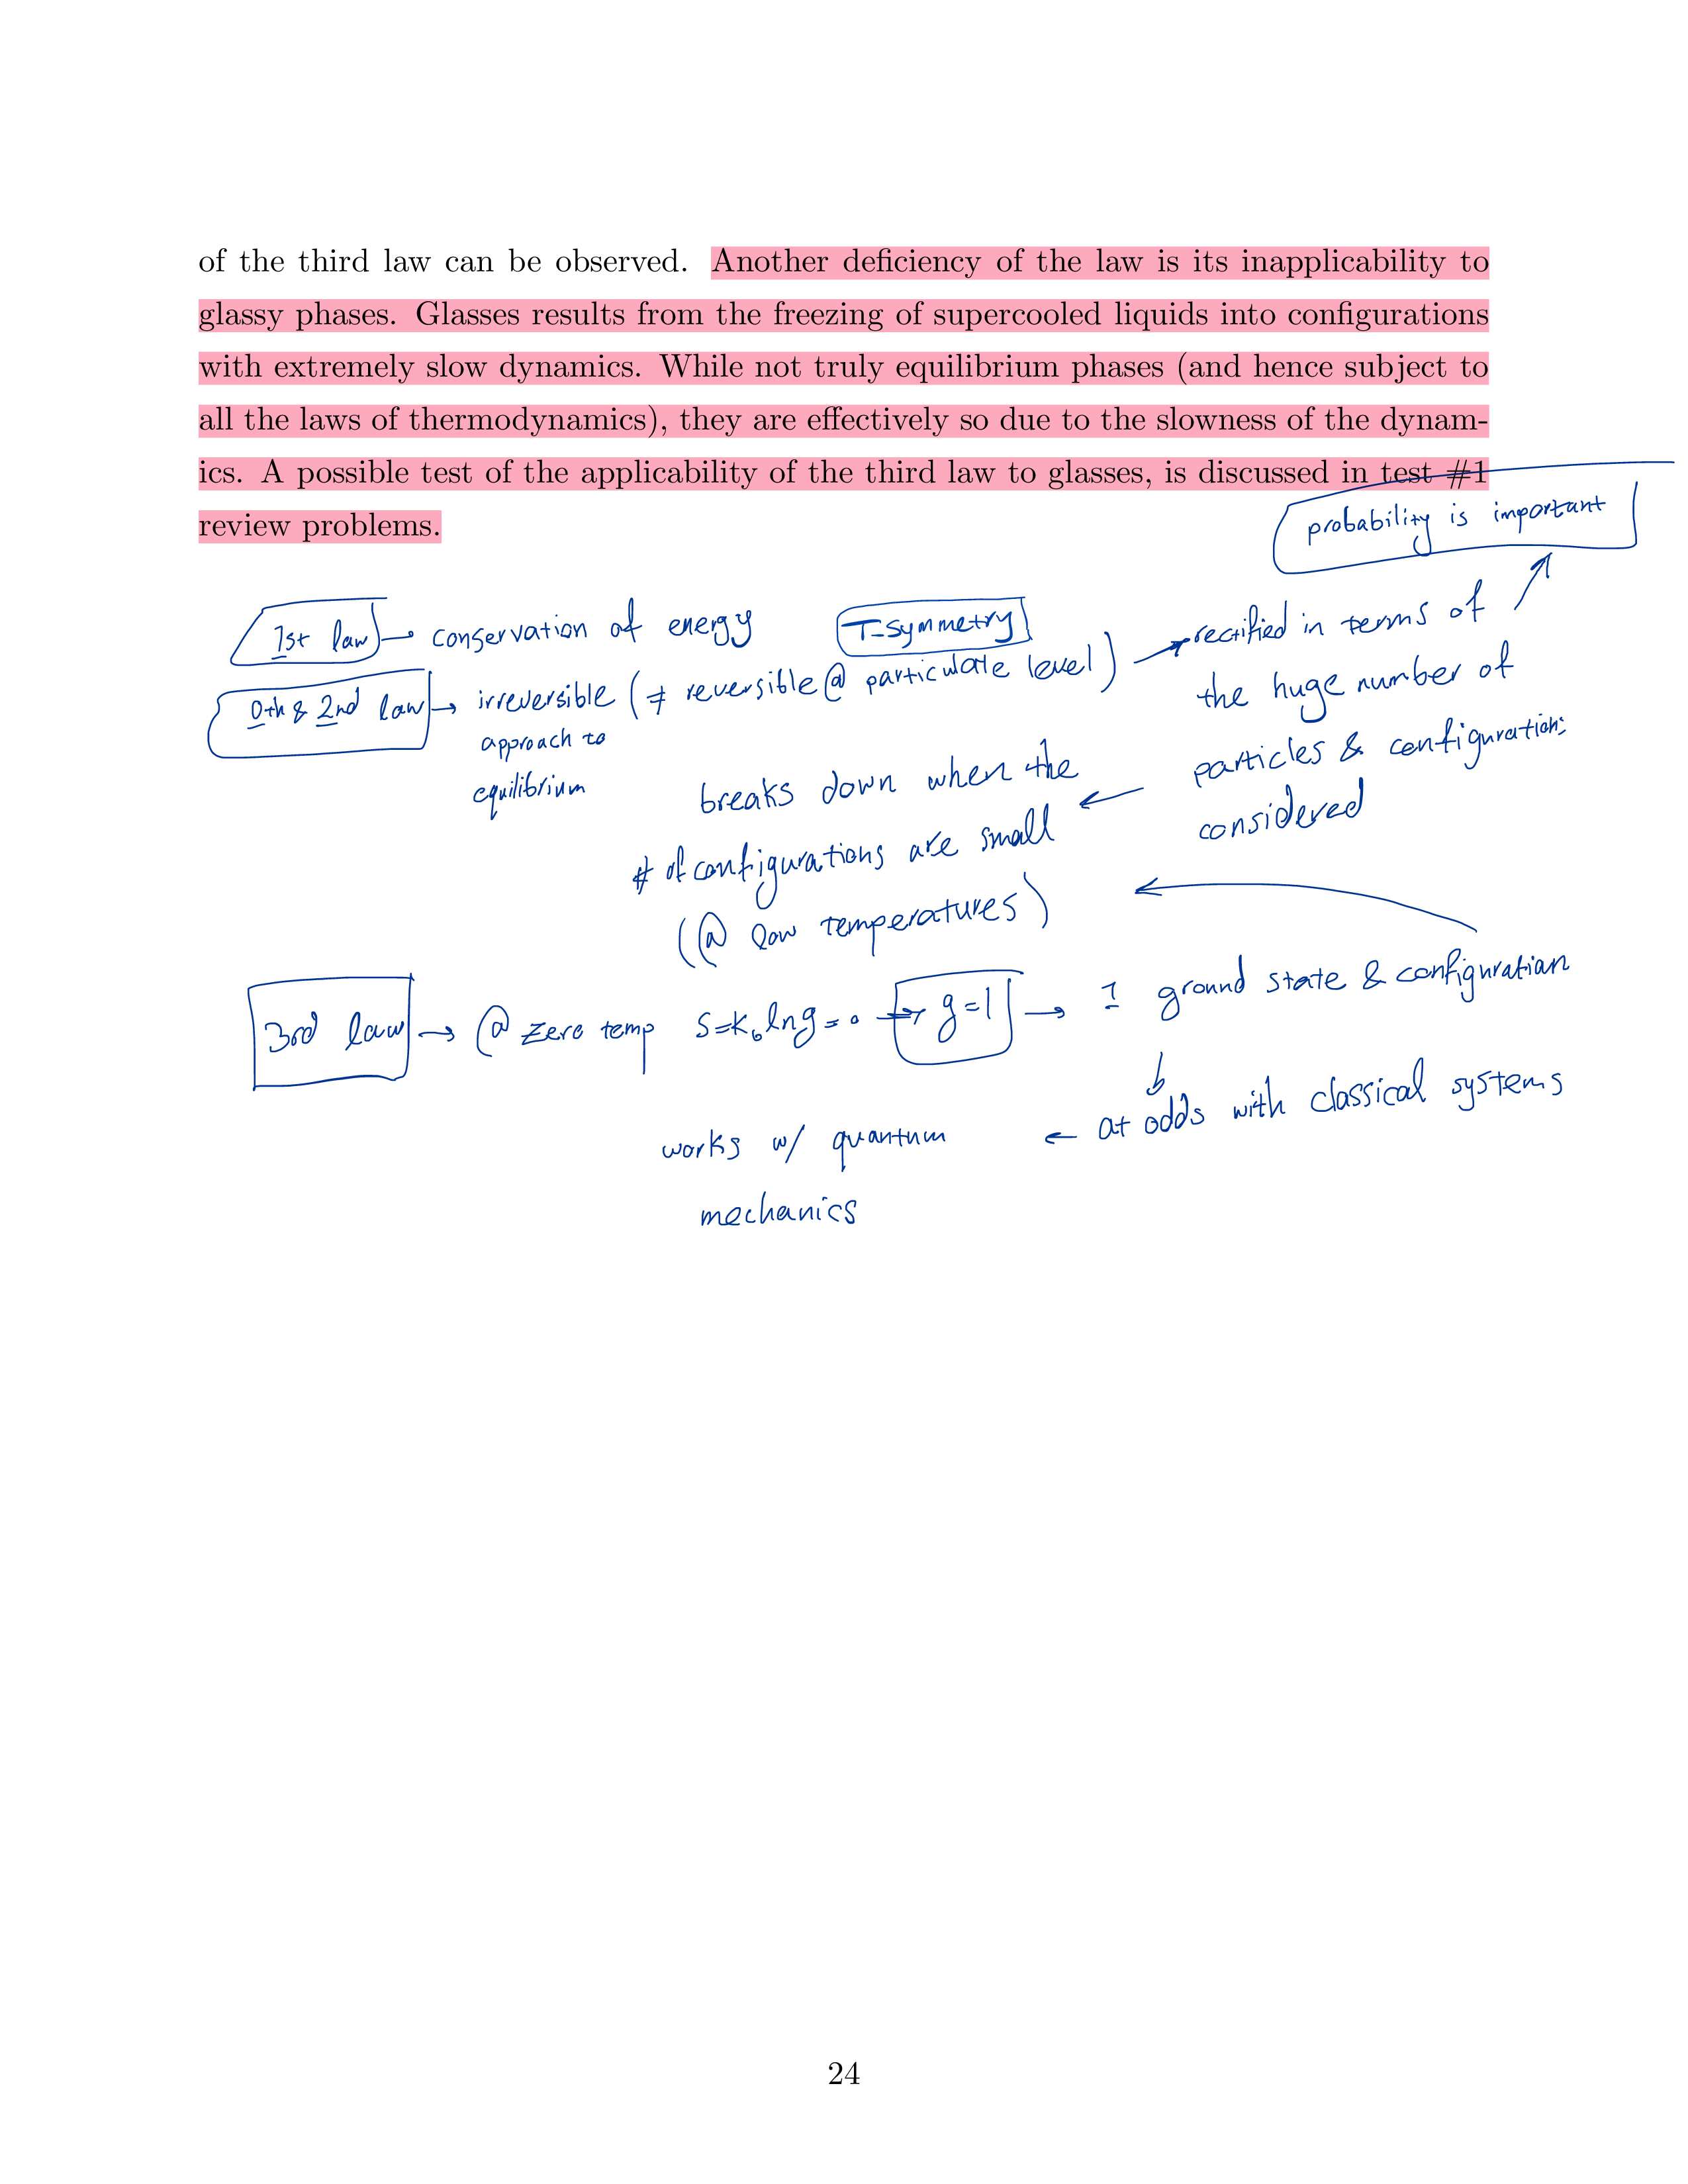 of the third law can be observed. Another deficiency of the law is its inapplicability to
glassy phases. Glasses results from the freezing of supercooled liquids into configurations
with extremely slow dynamics. While not truly equilibrium phases (and hence subject to
all the laws of thermodynamics), they are effectively so due to the slowness of the dynam-
ics. A possible test of the applicability of the third law to glasses, is discussed in test #1
review problems.
probability is important
1st law → conservation of energy
T-symmetry
0th & 2nd law → irreversible (≠ reversible @ particulate level) →
approach to
equilibrium
rectified in terms of
the huge number of
particles & configurations
considered
breaks down when the ←
# of configurations are small
(@ low temperatures) ←
3rd law → @ zero temp S=k_b ln g = 0 → g=1 → 1 ground state & configuration
↓
works w/ quantum ← at odds with classical systems
mechanics
24